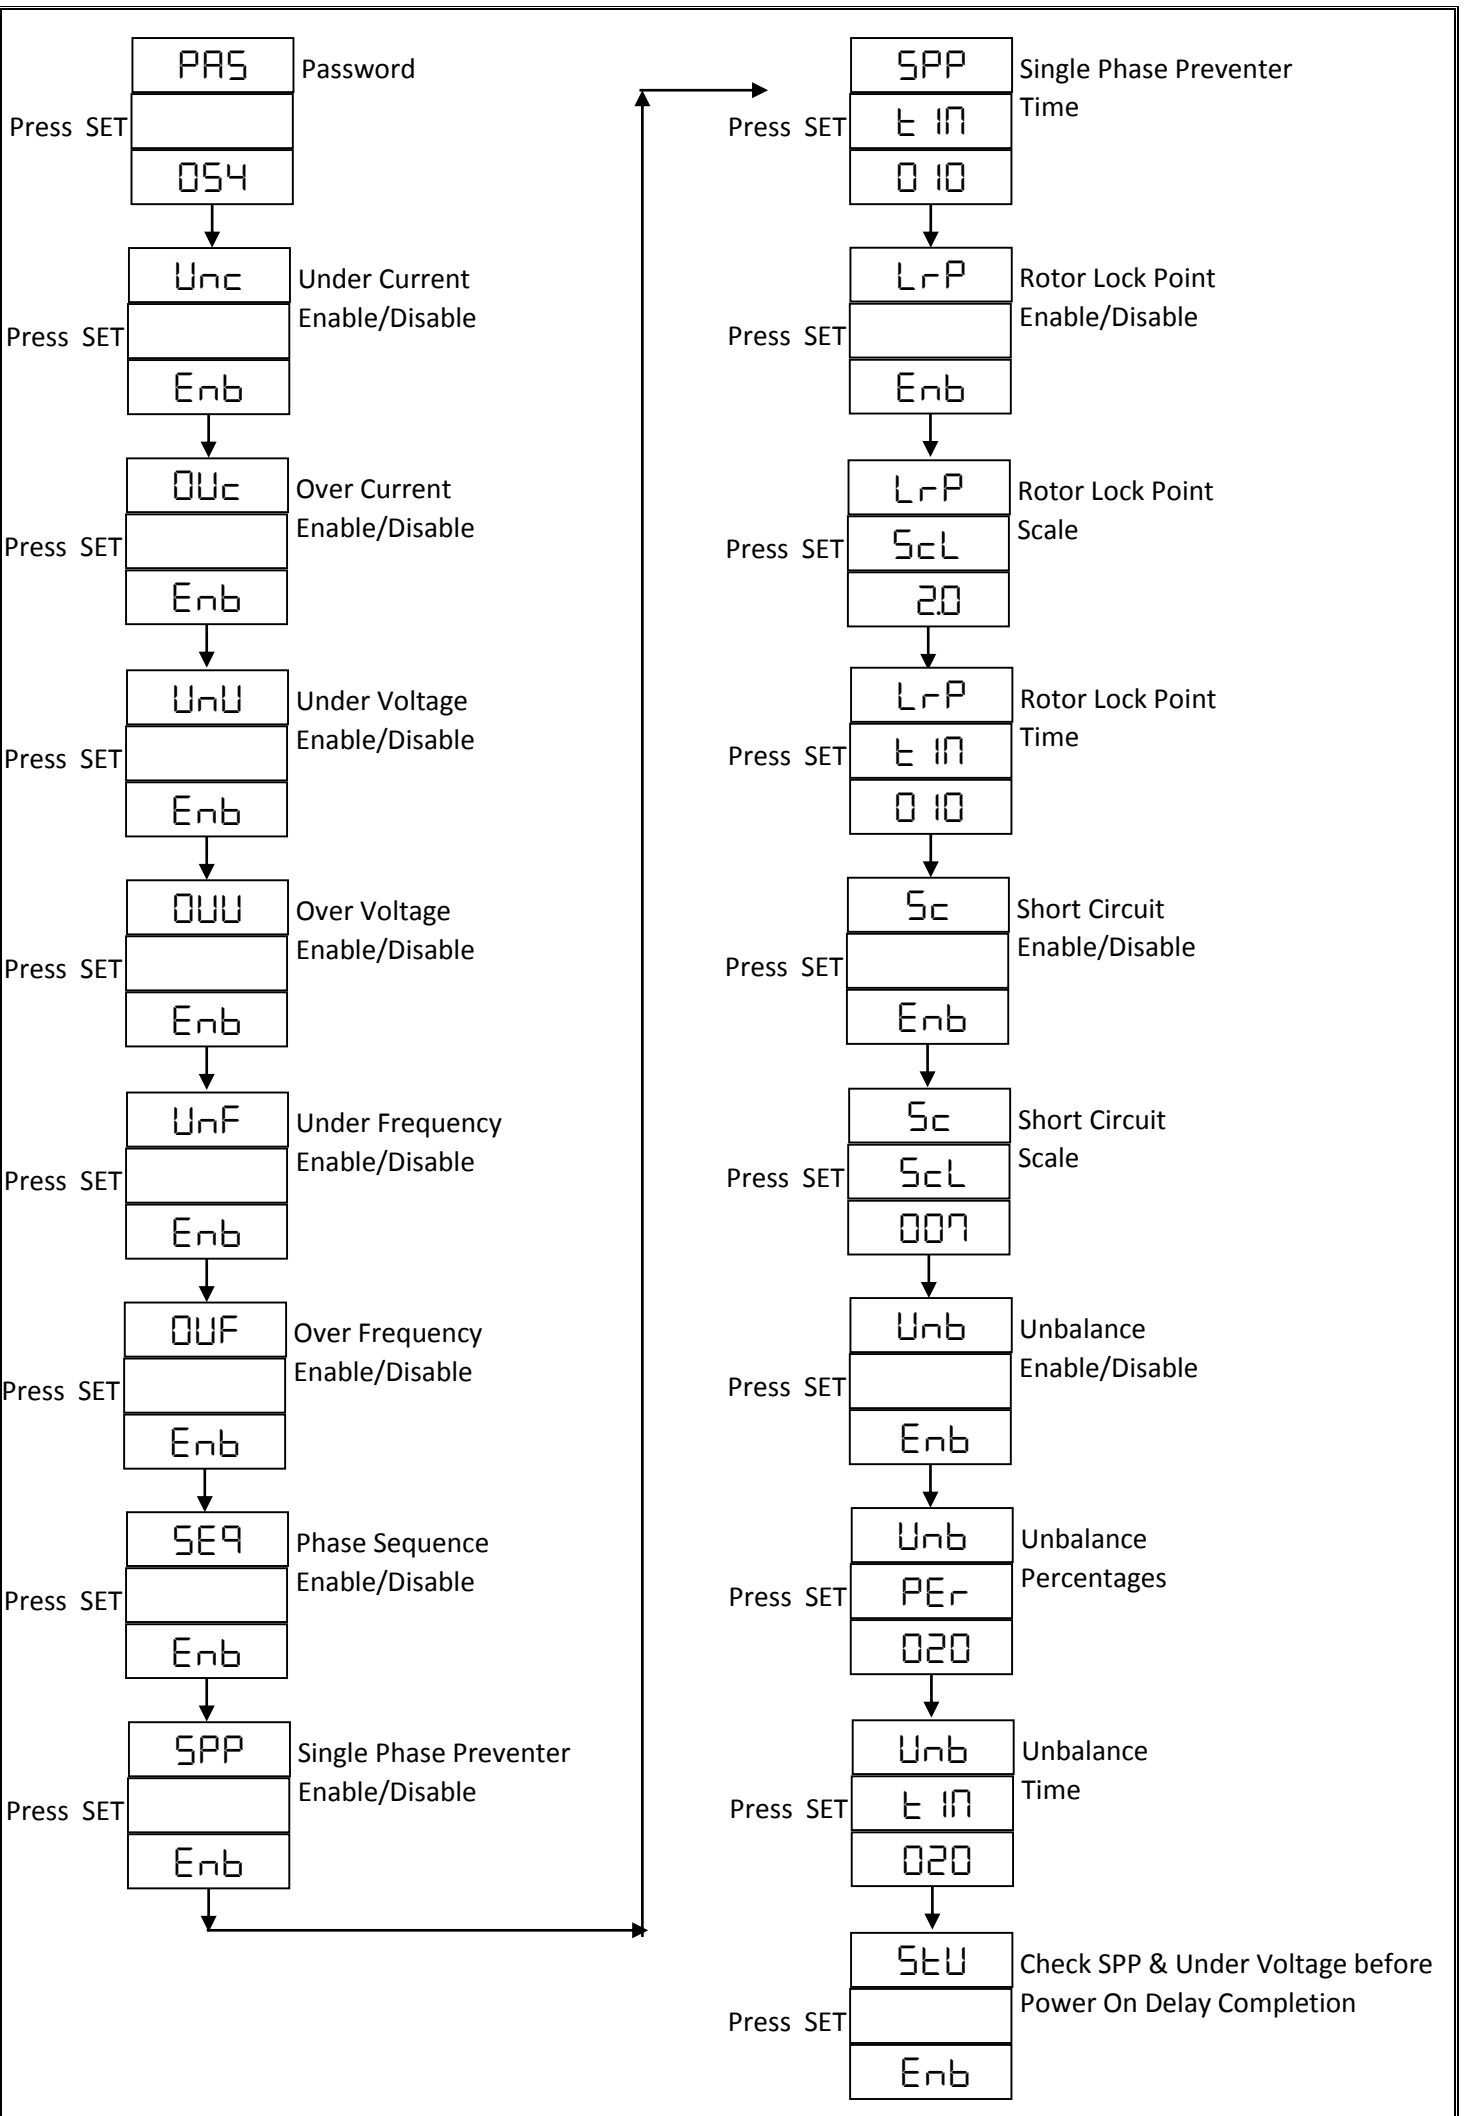 PAS
Password
Press SET
054
Unc
Under Current
Enable/Disable
Press SET
Enb
OUc
Over Current
Enable/Disable
Press SET
Enb
UnU
Under Voltage
Enable/Disable
Press SET
Enb
OUU
Over Voltage
Enable/Disable
Press SET
Enb
UnF
Under Frequency
Enable/Disable
Press SET
Enb
OUF
Over Frequency
Enable/Disable
Press SET
Enb
SEq
Phase Sequence
Enable/Disable
Press SET
Enb
SPP
Single Phase Preventer
Enable/Disable
Press SET
Enb
SPP
Single Phase Preventer
Time
Press SET
tIM
010
LrP
Rotor Lock Point
Enable/Disable
Press SET
Enb
LrP
Rotor Lock Point
Scale
Press SET
ScL
2.0
LrP
Rotor Lock Point
Time
Press SET
tIM
010
Sc
Short Circuit
Enable/Disable
Press SET
Enb
Sc
Short Circuit
Scale
Press SET
ScL
007
Unb
Unbalance
Enable/Disable
Press SET
Enb
Unb
Unbalance
Percentages
Press SET
PEr
020
Unb
Unbalance
Time
Press SET
tIM
020
StU
Check SPP & Under Voltage before
Power On Delay Completion
Press SET
Enb